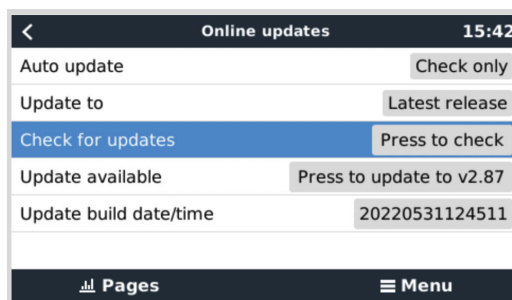 Online updates 15:42
Auto update Check only
Update to Latest release
Check for updates Press to check
Update available Press to update to v2.87
Update build date/time 20220531124511
Pages Menu